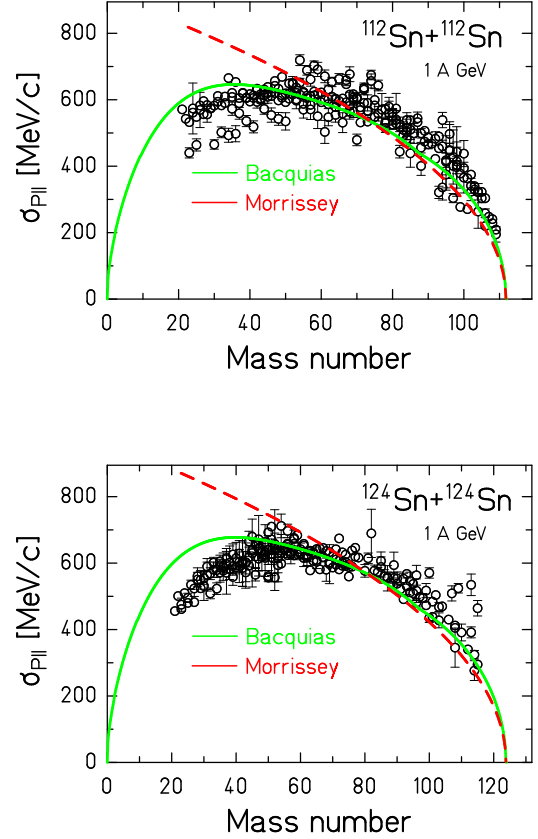 ¹¹²Sn+¹¹²Sn
1 A GeV
800
600
400
200
0
σP|| [MeV/c]
Bacquias
Morrissey
0 20 40 60 80 100
Mass number
¹²⁴Sn+¹²⁴Sn
1 A GeV
800
600
400
200
0
σP|| [MeV/c]
Bacquias
Morrissey
0 20 40 60 80 100 120
Mass number